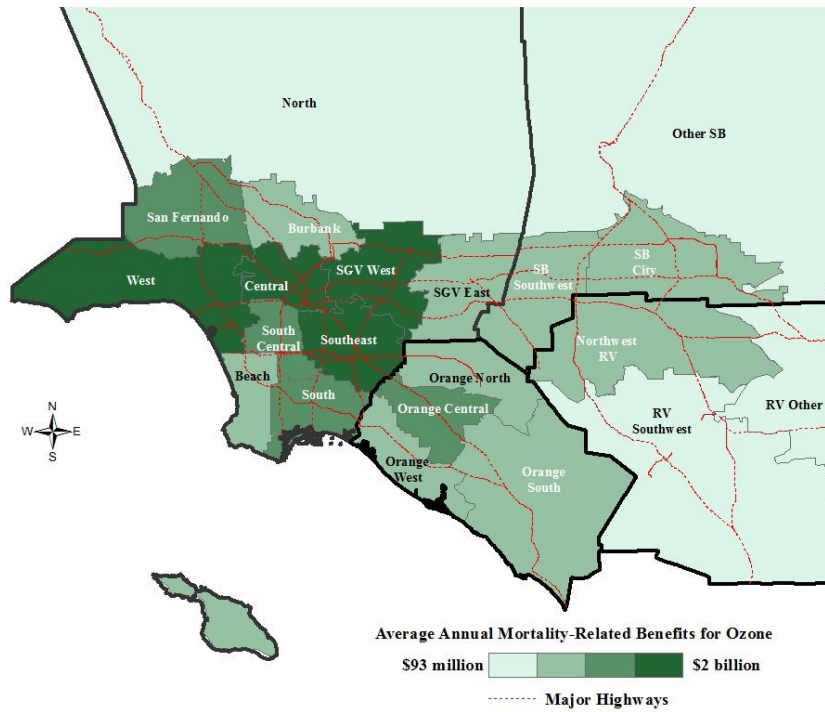 North
Other SB
San Fernando
Burbank
West
Central
SGV West
SGV East
SB
Southwest
SB
City
South
Central
Southeast
Northwest
RV
Beach
Orange North
South
Orange Central
RV
Southwest
RV Other
N
W E
S
Orange
West
Orange
South
Average Annual Mortality-Related Benefits for Ozone
$93 million $2 billion
Major Highways